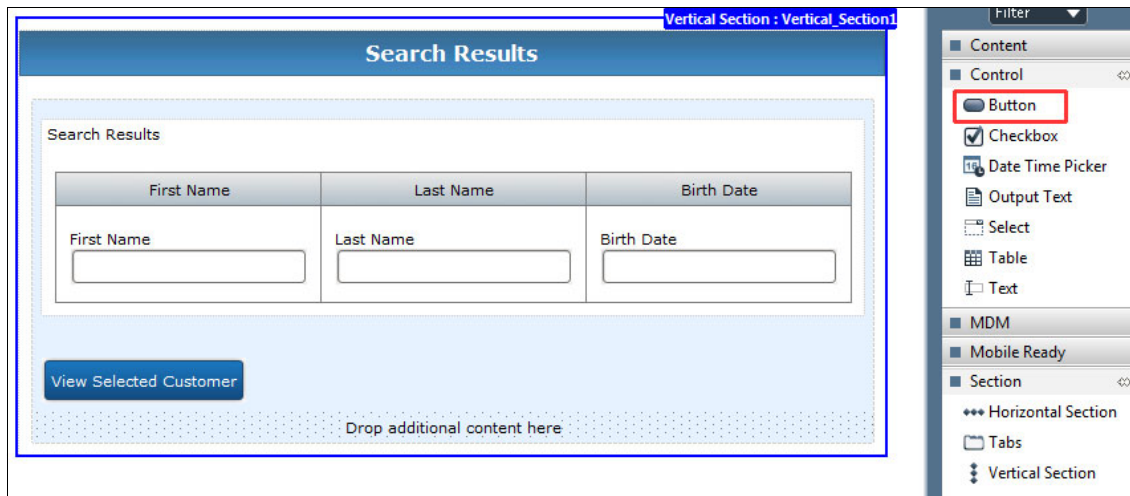 Vertical Section : Vertical_Section1
Search Results
Search Results
First Name Last Name Birth Date
First Name Last Name Birth Date
View Selected Customer
Drop additional content here
Filter
Content
Control
Button
Checkbox
Date Time Picker
Output Text
Select
Table
Text
MDM
Mobile Ready
Section
Horizontal Section
Tabs
Vertical Section